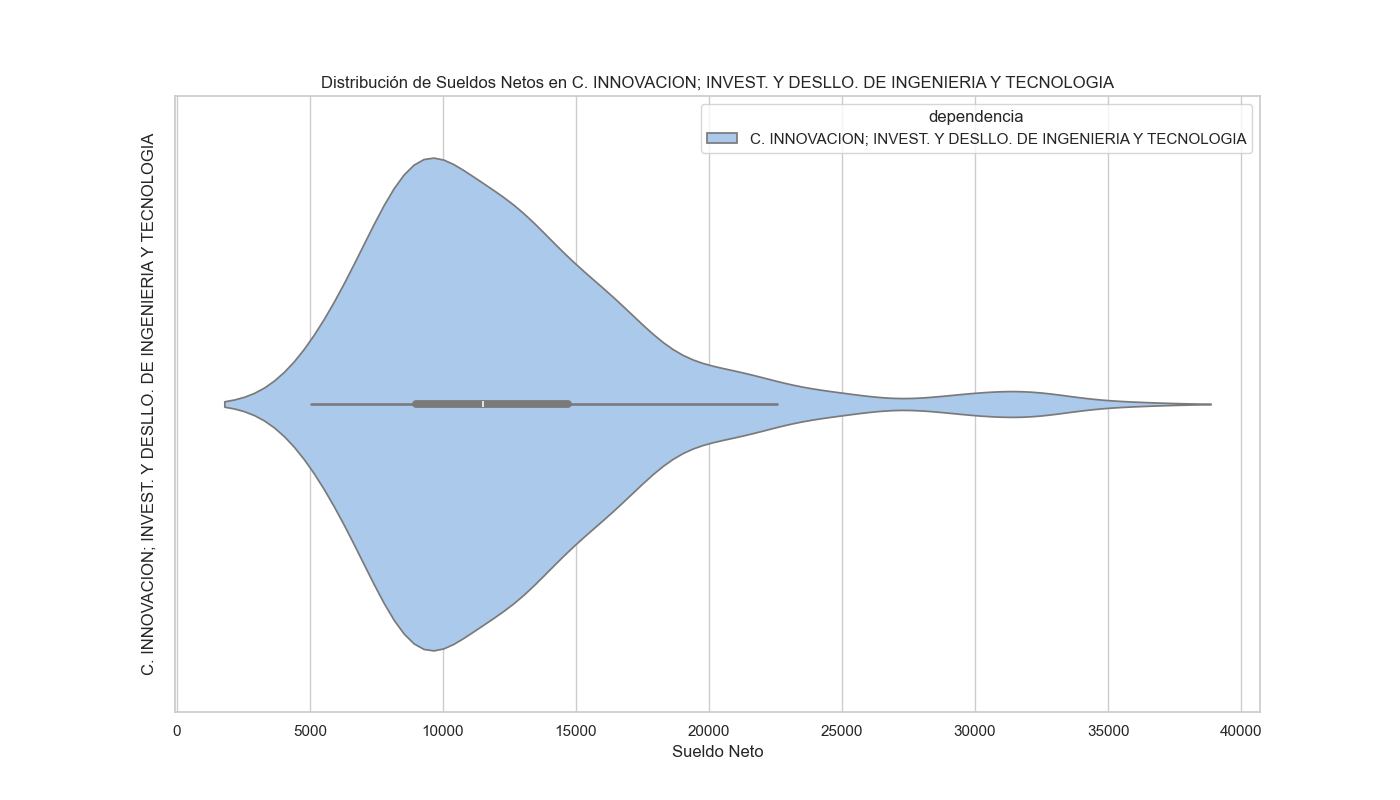 Distribución de Sueldos Netos en C. INNOVACION; INVEST. Y DESLLO. DE INGENIERIA Y TECNOLOGIA
dependencia
C. INNOVACION; INVEST. Y DESLLO. DE INGENIERIA Y TECNOLOGIA
C. INNOVACION; INVEST. Y DESLLO. DE INGENIERIA Y TECNOLOGIA
0 5000 10000 15000 20000 25000 30000 35000 40000
Sueldo Neto